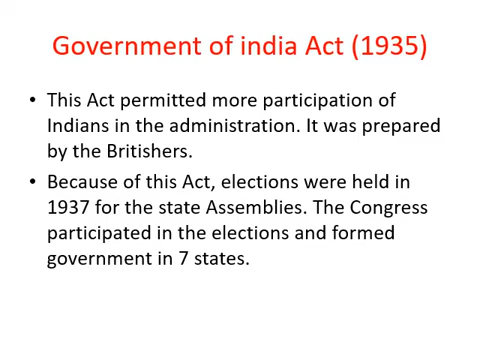 Government of india Act (1935)
• This Act permitted more participation of
Indians in the administration. It was prepared
by the Britishers.
• Because of this Act, elections were held in
1937 for the state Assemblies. The Congress
participated in the elections and formed
government in 7 states.